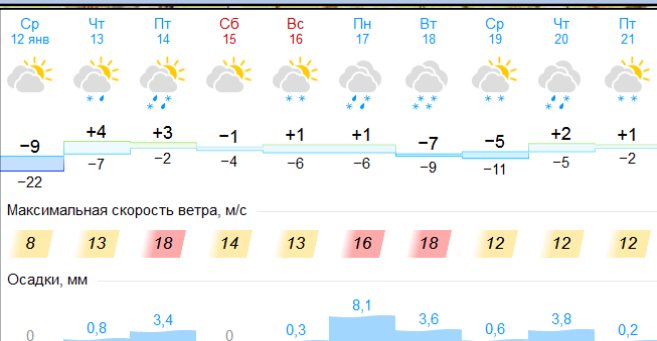 Ср Чт Пт Сб Вс Пн Вт Ср Чт Пт
12 янв 13 14 15 16 17 18 19 20 21
−9 +4 +3 −1 +1 +1 −7 −5 +2 +1
−22 −7 −2 −4 −6 −6 −9 −11 −5 −2
Максимальная скорость ветра, м/с
8 13 18 14 13 16 18 12 12 12
Осадки, мм
0 0,8 3,4 0 0,3 8,1 3,6 0,6 3,8 0,2